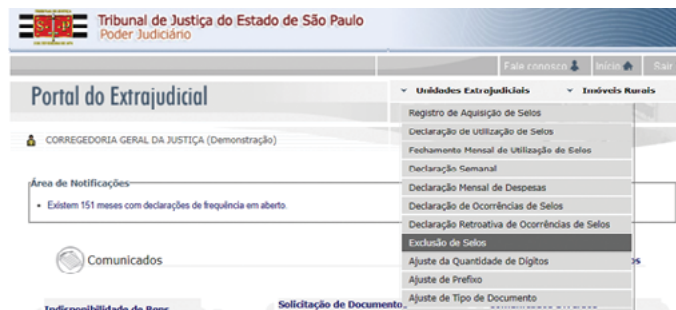 Tribunal de Justiça do Estado de São Paulo
Poder Judiciário
Fale conosco Início Sair
Portal do Extrajudicial
Unidades Extrajudiciais Imóveis Rurais
Registro de Aquisição de Selos
Declaração de Utilização de Selos
CORREGEDORIA GERAL DA JUSTIÇA (Demonstração)
Fechamento Mensal de Utilização de Selos
Declaração Semanal
Área de Notificações
Declaração Mensal de Despesas
• Existem 151 meses com declarações de frequência em aberto.
Declaração de Ocorrências de Selos
Declaração Retroativa de Ocorrências de Selos
Exclusão de Selos
Comunicados
Ajuste da Quantidade de Dígitos
Ajuste de Prefixo
Indisponibilidade de Bens
Solicitação de Documento
Ajuste de Tipo de Documento